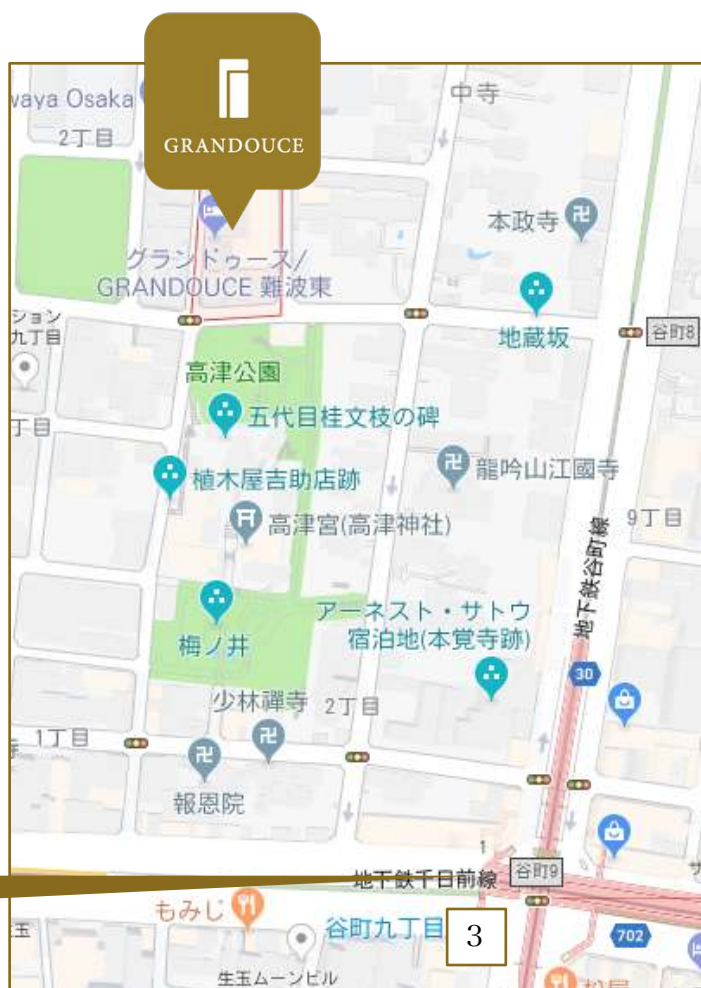 GRANDOUCE
waya Osaka
中寺
2丁目
本政寺
グランドゥース/
GRANDOUCE 難波東
ション
九丁目
地蔵坂
谷町8
高津公園
五代目桂文枝の碑
丁目
植木屋吉助店跡
龍吟山江國寺
高津宮(高津神社)
9丁目
地下鉄谷町線
アーネスト・サトウ
宿泊地(本覚寺跡)
梅ノ井
30
少林禪寺
2丁目
1丁目
報恩院
1
地下鉄千日前線
谷町9
サ
もみじ
谷町九丁目
3
702
玉
生玉ムーンビル
松屋